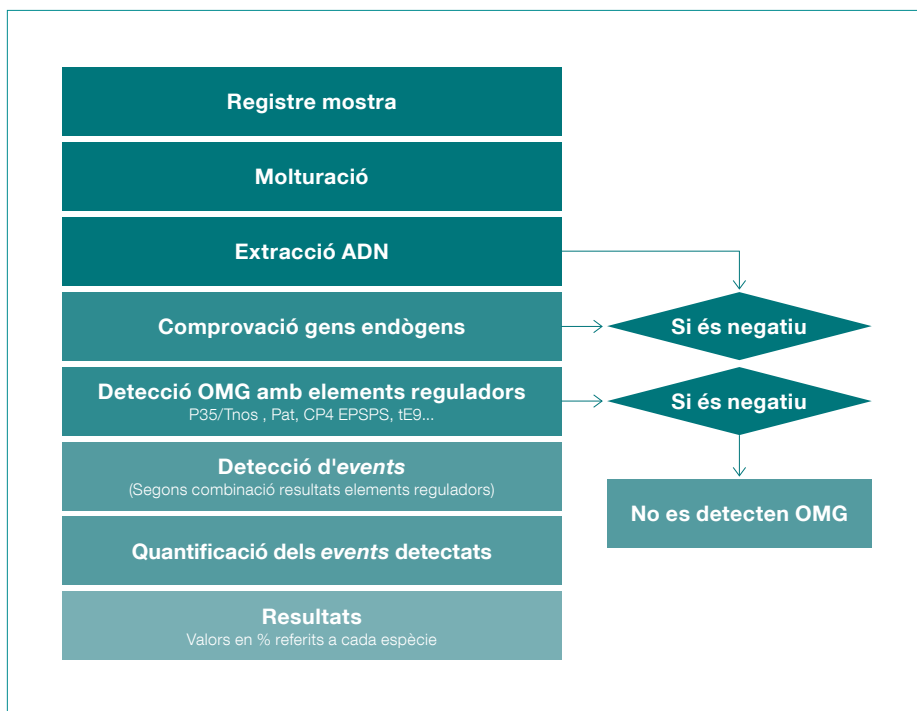 Registre mostra
Molturació
Extracció ADN
Comprovació gens endògens
Si és negatiu
Detecció OMG amb elements reguladors
P35/Tnos , Pat, CP4 EPSPS, tE9...
Si és negatiu
Detecció d'events
(Segons combinació resultats elements reguladors)
No es detecten OMG
Quantificació dels events detectats
Resultats
Valors en % referits a cada espècie